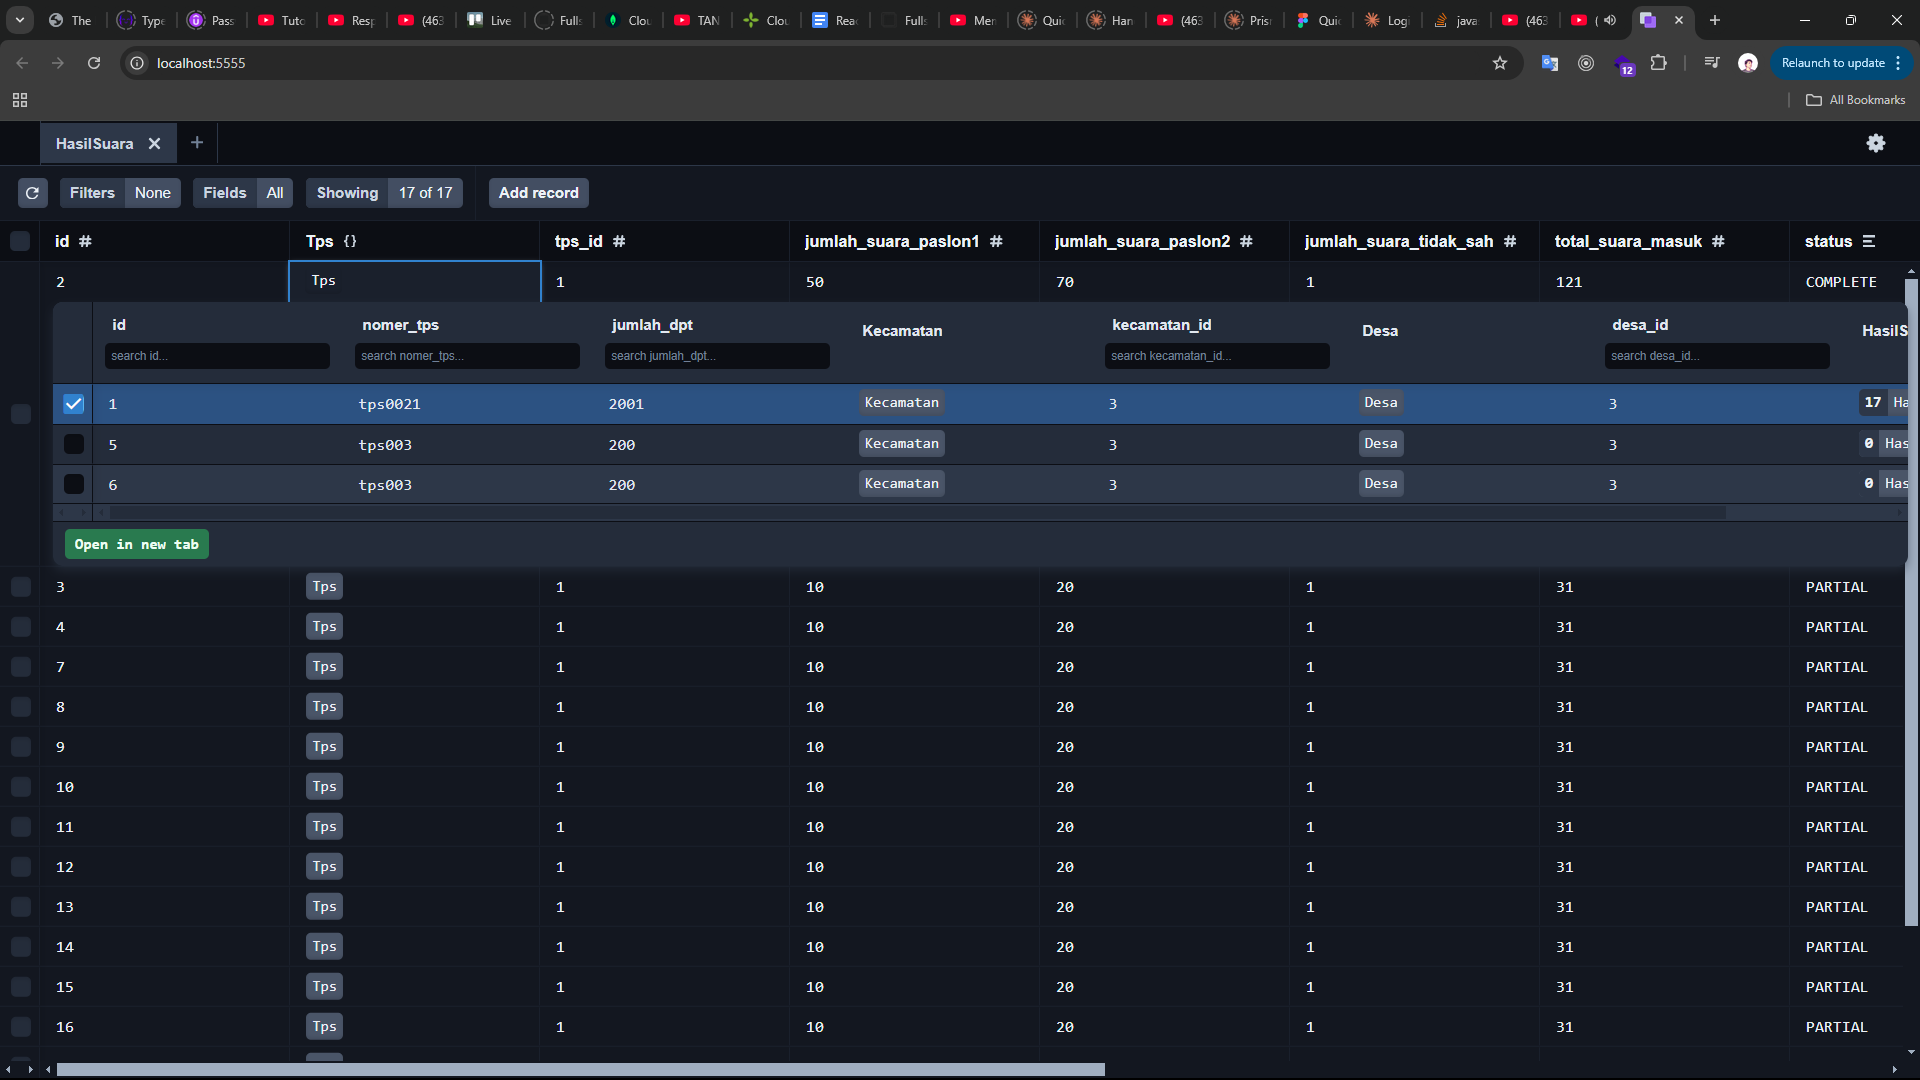 The Type Pass Tuto Resp (463 Live Fulls Clou TAN Clou Reac Fulls Men Quic Han (463 Prisr Quic Logi java (463 (
localhost:5555 12 Relaunch to update
All Bookmarks
HasilSuara
Filters None Fields All Showing 17 of 17 Add record
id # Tps {} tps_id # jumlah_suara_paslon1 # jumlah_suara_paslon2 # jumlah_suara_tidak_sah # total_suara_masuk # status
2 Tps 1 50 70 1 121 COMPLETE
id nomer_tps jumlah_dpt Kecamatan kecamatan_id Desa desa_id HasilS
search id... search nomer_tps... search jumlah_dpt... search kecamatan_id... search desa_id...
1 tps0021 2001 Kecamatan 3 Desa 3 17 Ha
5 tps003 200 Kecamatan 3 Desa 3 0 Has
6 tps003 200 Kecamatan 3 Desa 3 0 Has
Open in new tab
3 Tps 1 10 20 1 31 PARTIAL
4 Tps 1 10 20 1 31 PARTIAL
7 Tps 1 10 20 1 31 PARTIAL
8 Tps 1 10 20 1 31 PARTIAL
9 Tps 1 10 20 1 31 PARTIAL
10 Tps 1 10 20 1 31 PARTIAL
11 Tps 1 10 20 1 31 PARTIAL
12 Tps 1 10 20 1 31 PARTIAL
13 Tps 1 10 20 1 31 PARTIAL
14 Tps 1 10 20 1 31 PARTIAL
15 Tps 1 10 20 1 31 PARTIAL
16 Tps 1 10 20 1 31 PARTIAL